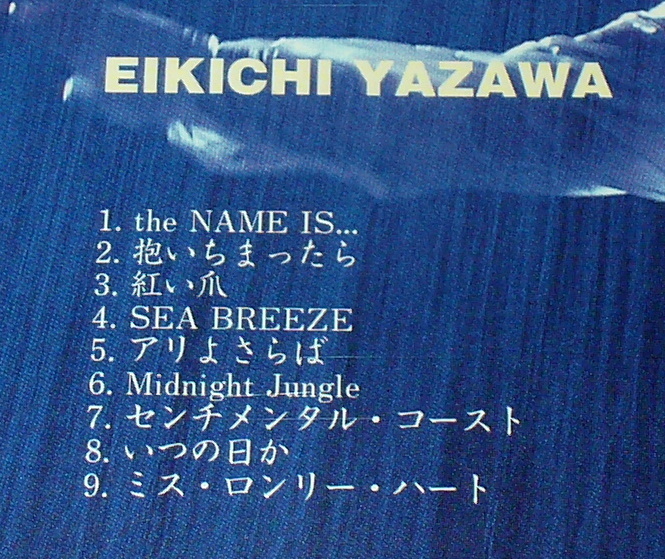 EIKICHI YAZAWA
1. the NAME IS...
2. 抱いちまったら
3. 紅い爪
4. SEA BREEZE
5. アリよさらば
6. Midnight Jungle
7. センチメンタル・コースト
8. いつの日か
9. ミス・ロンリー・ハート